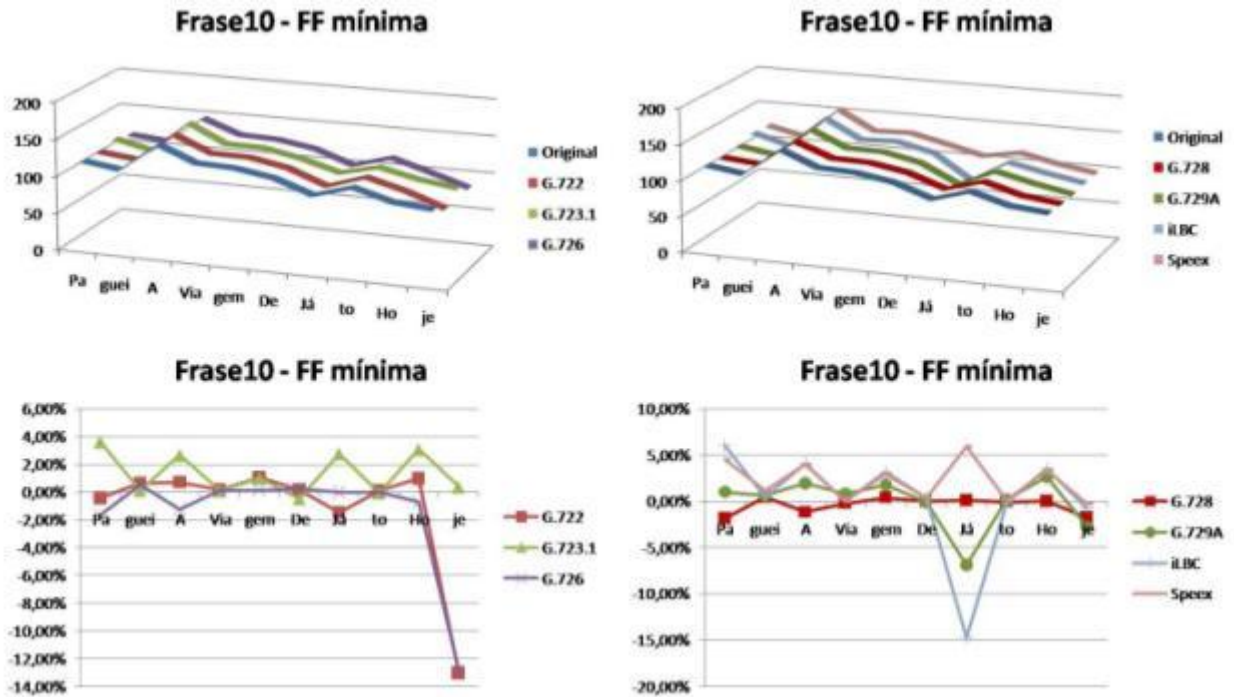 Frase10 - FF mínima
200
150
100
50
0
Pa guei A Via gem De Já to Ho je
Original
G.722
G.723.1
G.726
Frase10 - FF mínima
200
150
100
50
0
Pa guei A Via gem De Já to Ho je
Original
G.728
G.729A
iLBC
Speex
Frase10 - FF mínima
6,00%
4,00%
2,00%
0,00%
-2,00%
-4,00%
-6,00%
-8,00%
-10,00%
-12,00%
-14,00%
Pa guei A Via gem De Já to Ho je
G.722
G.723.1
G.726
Frase10 - FF mínima
10,00%
5,00%
0,00%
-5,00%
-10,00%
-15,00%
-20,00%
Pa guei A Via gem De Já to Ho je
G.728
G.729A
iLBC
Speex